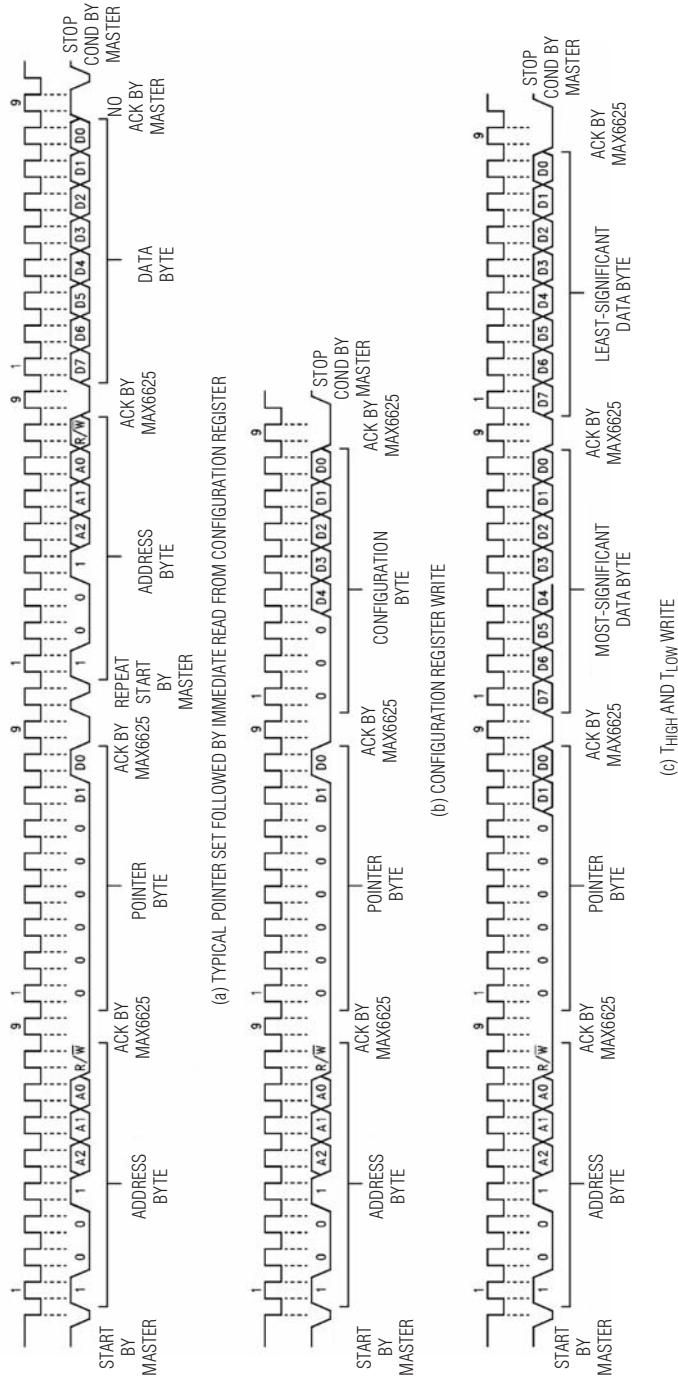 1 9 1 9 1 9 1 9
1 0 0 1 A2 A1 A0 R/W̅ 0 0 0 0 0 0 D1 D0 1 0 0 1 A2 A1 A0 R/W̅ D7 D6 D5 D4 D3 D2 D1 D0
START
BY
MASTER
ADDRESS
BYTE
ACK BY
MAX6625
POINTER
BYTE
ACK BY
MAX6625
REPEAT
START
BY
MASTER
ADDRESS
BYTE
ACK BY
MAX6625
DATA
BYTE
NO
ACK BY
MASTER
STOP
COND BY
MASTER
(a) TYPICAL POINTER SET FOLLOWED BY IMMEDIATE READ FROM CONFIGURATION REGISTER
1 9 1 9 1 9
1 0 0 1 A2 A1 A0 R/W̅ 0 0 0 0 0 0 D1 D0 0 0 0 D4 D3 D2 D1 D0
START
BY
MASTER
ADDRESS
BYTE
ACK BY
MAX6625
POINTER
BYTE
ACK BY
MAX6625
CONFIGURATION
BYTE
ACK BY
MAX6625
STOP
COND BY
MASTER
(b) CONFIGURATION REGISTER WRITE
1 9 1 9 1 9 1 9
1 0 0 1 A2 A1 A0 R/W̅ 0 0 0 0 0 0 D1 D0 D7 D6 D5 D4 D3 D2 D1 D0 D7 D6 D5 D4 D3 D2 D1 D0
START
BY
MASTER
ADDRESS
BYTE
ACK BY
MAX6625
POINTER
BYTE
ACK BY
MAX6625
MOST-SIGNIFICANT
DATA BYTE
ACK BY
MAX6625
LEAST-SIGNIFICANT
DATA BYTE
ACK BY
MAX6625
STOP
COND BY
MASTER
(c) THIGH AND TLOW WRITE